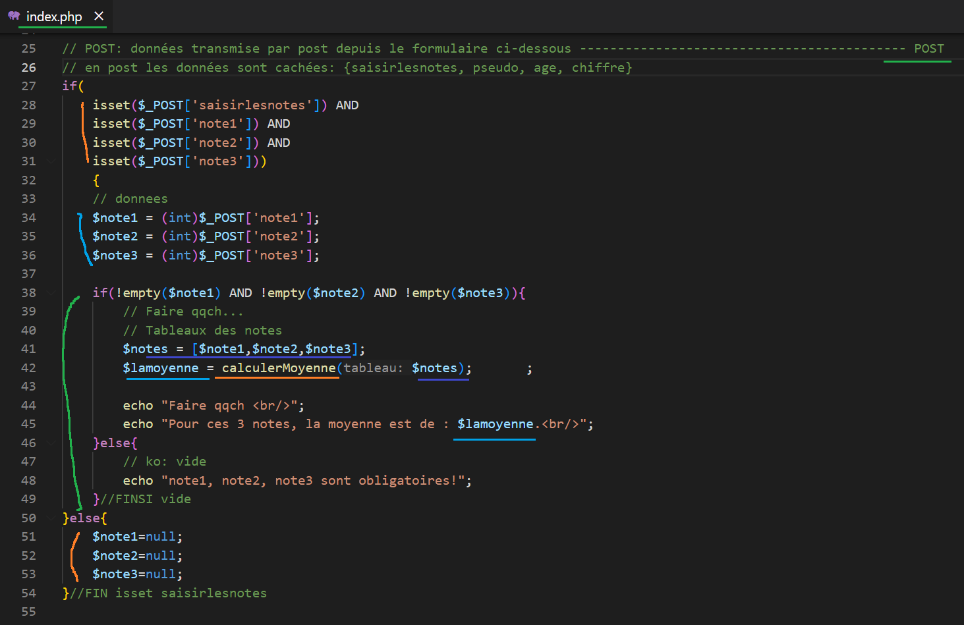 index.php ×
25 // POST: données transmise par post depuis le formulaire ci-dessous ------------------------------------------- POST
26 // en post les données sont cachées: {saisirlesnotes, pseudo, age, chiffre}
27 if(
28 isset($_POST['saisirlesnotes']) AND
29 isset($_POST['note1']) AND
30 isset($_POST['note2']) AND
31 isset($_POST['note3']))
32 {
33 // donnees
34 $note1 = (int)$_POST['note1'];
35 $note2 = (int)$_POST['note2'];
36 $note3 = (int)$_POST['note3'];
37
38 if(!empty($note1) AND !empty($note2) AND !empty($note3)){
39 // Faire qqch...
40 // Tableaux des notes
41 $notes = [$note1,$note2,$note3];
42 $lamoyenne = calculerMoyenne(tableau: $notes); ;
43
44 echo "Faire qqch <br/>";
45 echo "Pour ces 3 notes, la moyenne est de : $lamoyenne.<br/>";
46 }else{
47 // ko: vide
48 echo "note1, note2, note3 sont obligatoires!";
49 }//FINSI vide
50 }else{
51 $note1=null;
52 $note2=null;
53 $note3=null;
54 }//FIN isset saisirlesnotes
55